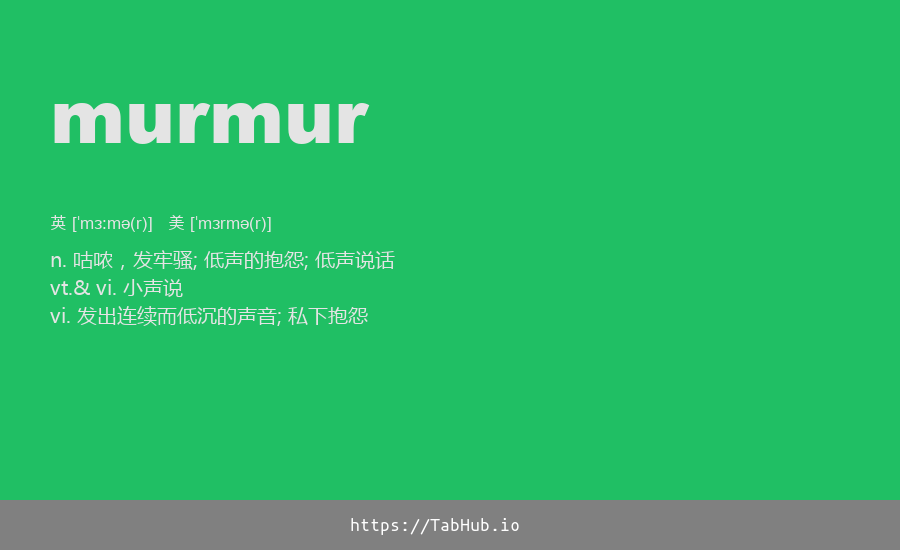 murmur
英 [ˈmɜːmə(r)] 美 [ˈmɜrmə(r)]
n. 咕哝，发牢骚; 低声的抱怨; 低声说话
vt.& vi. 小声说
vi. 发出连续而低沉的声音; 私下抱怨
https://TabHub.io